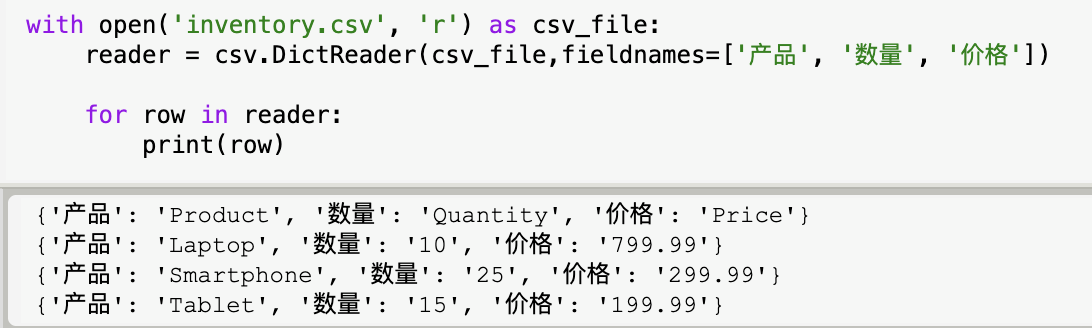 with open('inventory.csv', 'r') as csv_file:
    reader = csv.DictReader(csv_file,fieldnames=['产品', '数量', '价格'])
    for row in reader:
        print(row)
{'产品': 'Product', '数量': 'Quantity', '价格': 'Price'}
{'产品': 'Laptop', '数量': '10', '价格': '799.99'}
{'产品': 'Smartphone', '数量': '25', '价格': '299.99'}
{'产品': 'Tablet', '数量': '15', '价格': '199.99'}